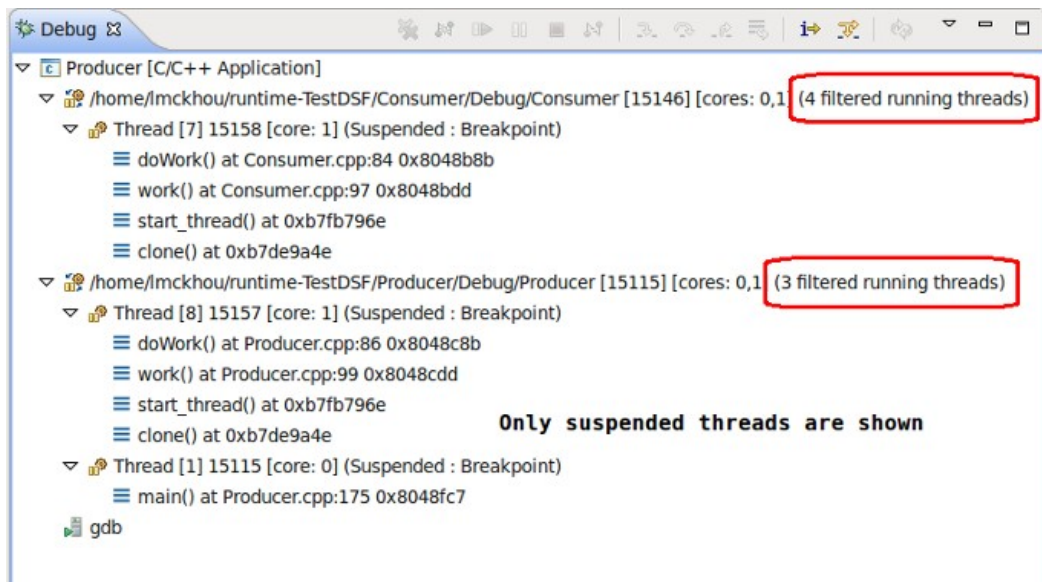 Debug
Producer [C/C++ Application]
/home/lmckhou/runtime-TestDSF/Consumer/Debug/Consumer [15146] [cores: 0,1] (4 filtered running threads)
Thread [7] 15158 [core: 1] (Suspended : Breakpoint)
doWork() at Consumer.cpp:84 0x8048b8b
work() at Consumer.cpp:97 0x8048bdd
start_thread() at 0xb7fb796e
clone() at 0xb7de9a4e
/home/lmckhou/runtime-TestDSF/Producer/Debug/Producer [15115] [cores: 0,1] (3 filtered running threads)
Thread [8] 15157 [core: 1] (Suspended : Breakpoint)
doWork() at Producer.cpp:86 0x8048c8b
work() at Producer.cpp:99 0x8048cdd
start_thread() at 0xb7fb796e
clone() at 0xb7de9a4e
Only suspended threads are shown
Thread [1] 15115 [core: 0] (Suspended : Breakpoint)
main() at Producer.cpp:175 0x8048fc7
gdb